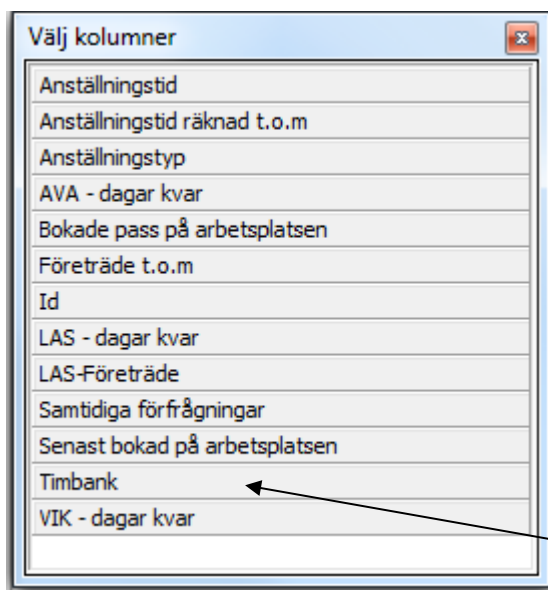 Välj kolumner
Anställningstid
Anställningstid räknad t.o.m
Anställningstyp
AVA - dagar kvar
Bokade pass på arbetsplatsen
Företräde t.o.m
Id
LAS - dagar kvar
LAS-Företräde
Samtidiga förfrågningar
Senast bokad på arbetsplatsen
Timbank
VIK - dagar kvar